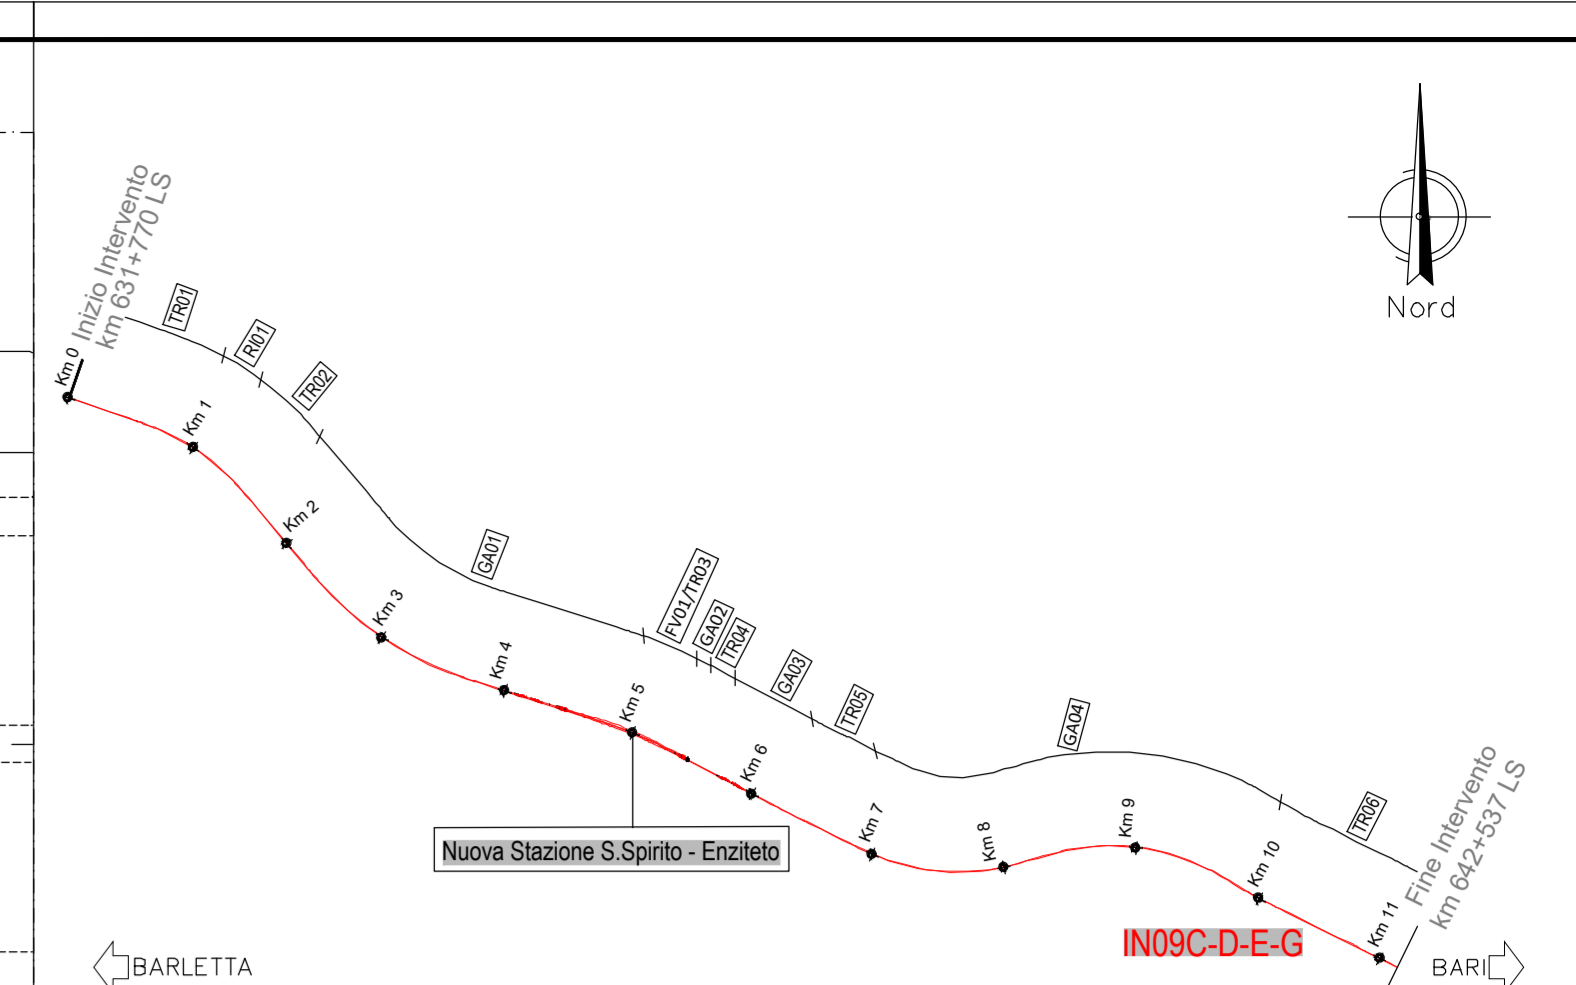 Inizio Intervento
km 631+770 LS
Nord
TR01
RI01
TR02
GA01
FV01/TR03
GA02
TR04
GA03
TR05
GA04
TR06
Km 0
Km 1
Km 2
Km 3
Km 4
Km 5
Km 6
Km 7
Km 8
Km 9
Km 10
Km 11
Fine Intervento
km 642+537 LS
Nuova Stazione S.Spirito - Enziteto
IN09C-D-E-G
BARLETTA
BARI